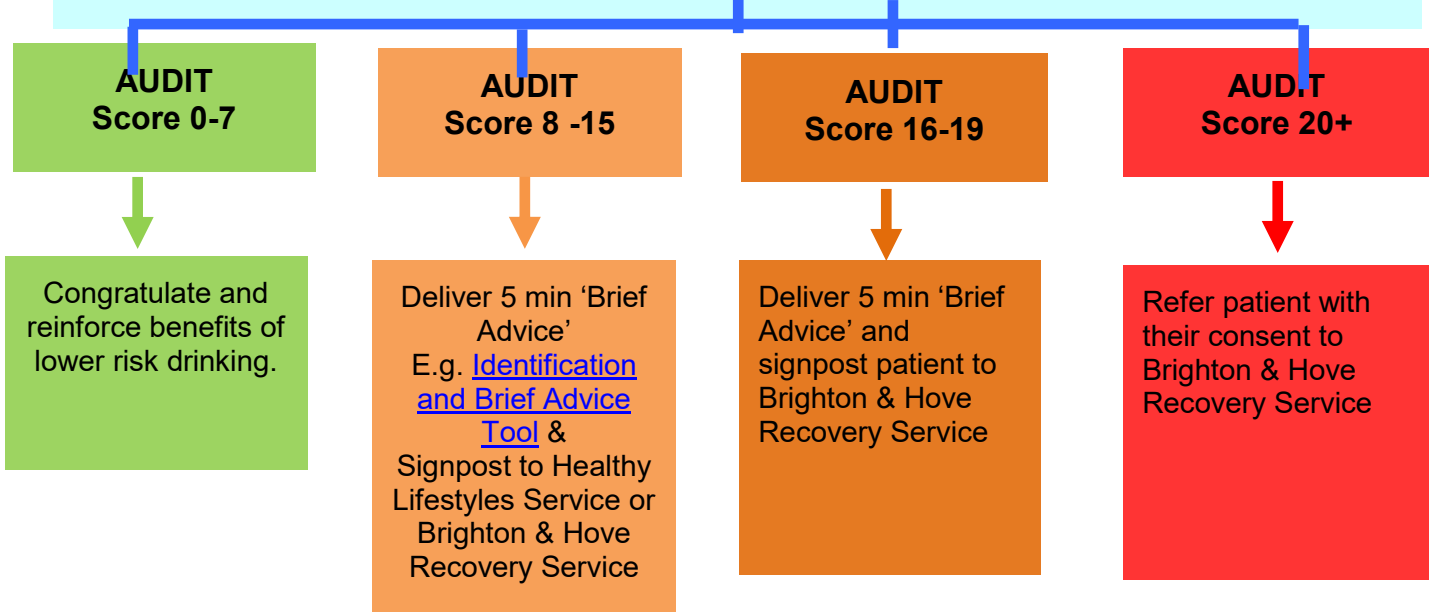 AUDIT
Score 0-7
AUDIT
Score 8 -15
AUDIT
Score 16-19
AUDIT
Score 20+
Congratulate and
reinforce benefits of
lower risk drinking.
Deliver 5 min ‘Brief
Advice’
E.g. Identification
and Brief Advice
Tool &
Signpost to Healthy
Lifestyles Service or
Brighton & Hove
Recovery Service
Deliver 5 min ‘Brief
Advice’ and
signpost patient to
Brighton & Hove
Recovery Service
Refer patient with
their consent to
Brighton & Hove
Recovery Service